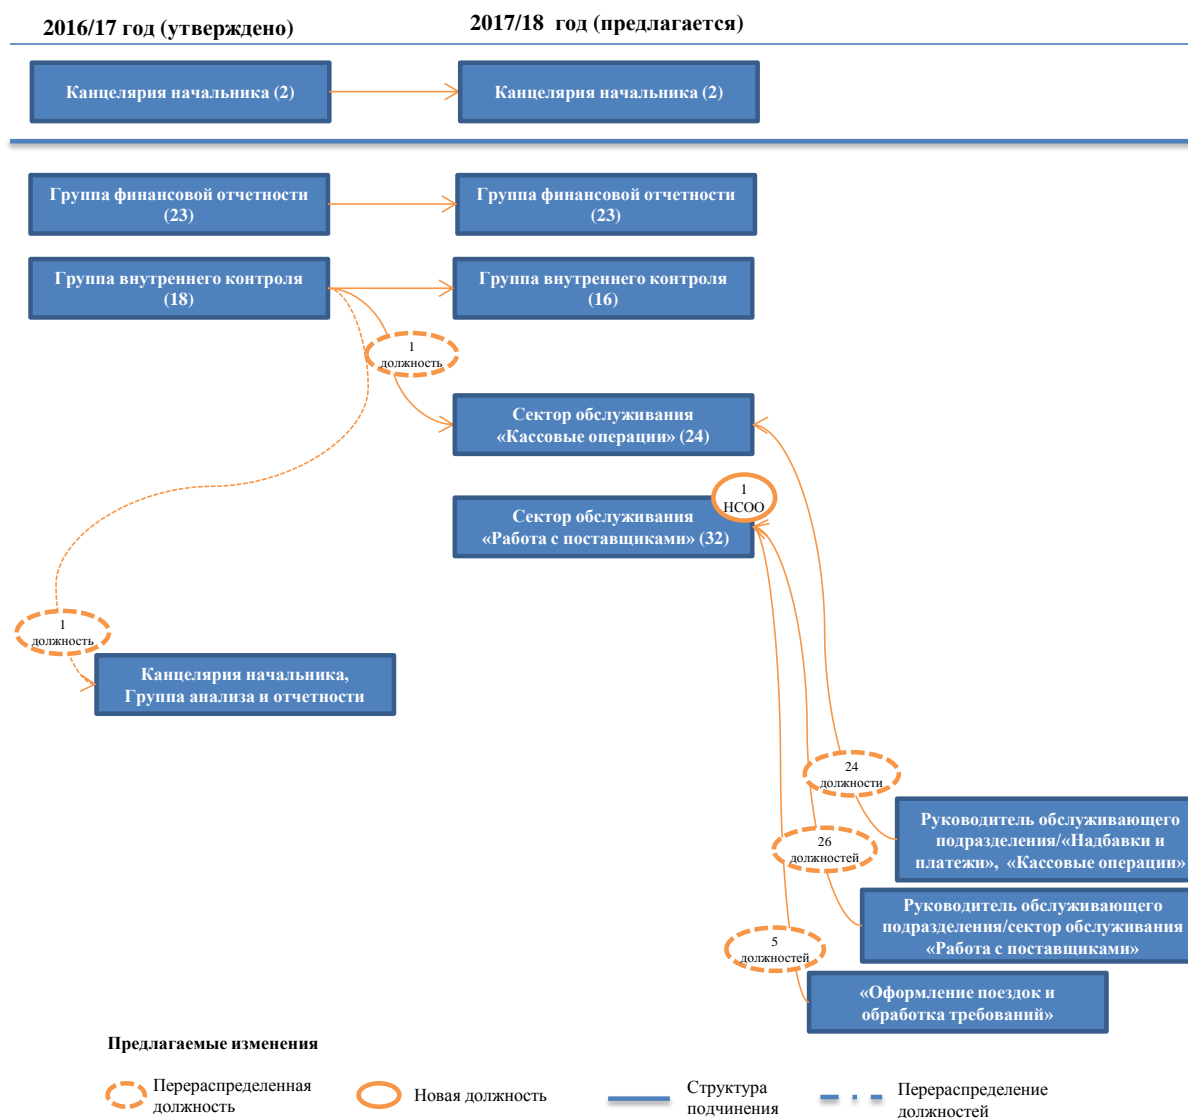 2016/17 год (утверждено)
2017/18 год (предлагается)
Канцелярия начальника (2)
Канцелярия начальника (2)
Группа финансовой отчетности
(23)
Группа финансовой отчетности
(23)
Группа внутреннего контроля
(18)
Группа внутреннего контроля
(16)
1
должность
Сектор обслуживания
«Кассовые операции» (24)
1
НСОО
Сектор обслуживания
«Работа с поставщиками» (32)
1
должность
Канцелярия начальника,
Группа анализа и отчетности
24
должности
Руководитель обслуживающего
подразделения/«Надбавки и
платежи», «Кассовые операции»
26
должностей
Руководитель обслуживающего
подразделения/сектор обслуживания
«Работа с поставщиками»
5
должностей
«Оформление поездок и
обработка требований»
Предлагаемые изменения
Перераспределенная
должность
Новая должность
Структура
подчинения
Перераспределение
должностей